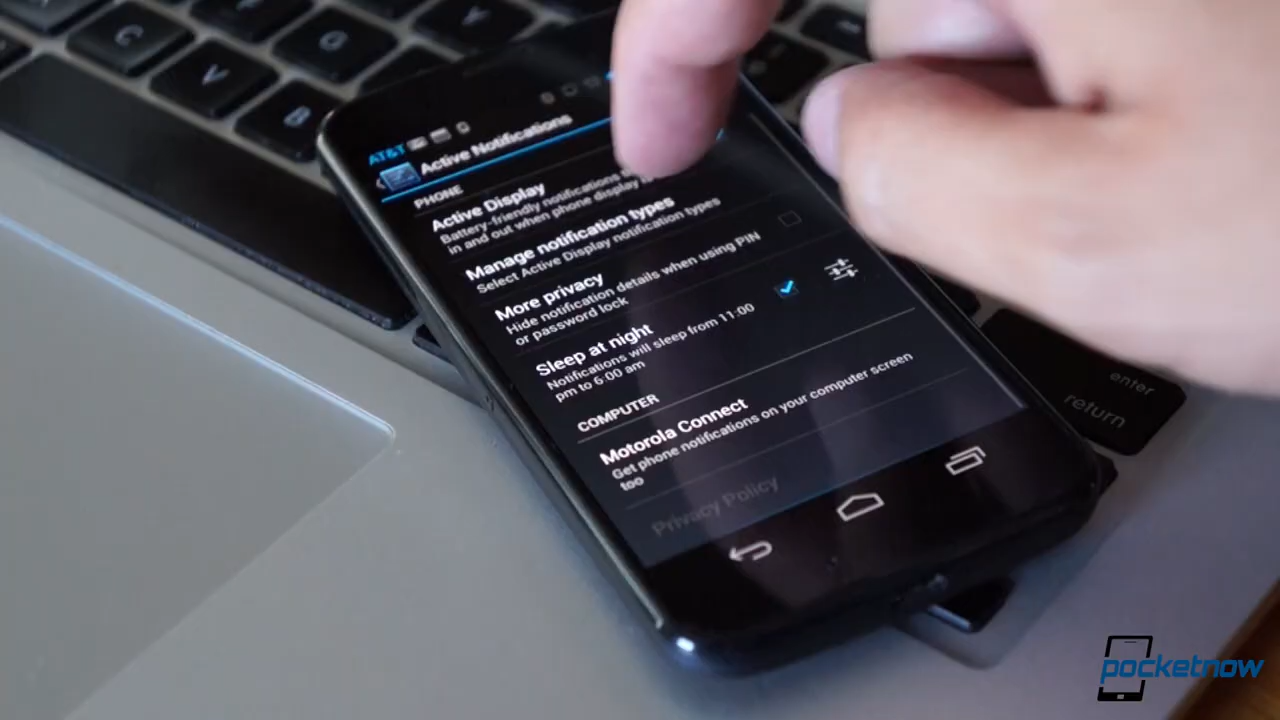 C
V
G
AT&T
Active Notifications
PHONE
Active Display
Battery-friendly notifications
in and out when phone display
Manage notification types
Select Active Display notification types
More privacy
Hide notification details when using PIN
or password lock
Sleep at night
Notifications will sleep from 11:00
pm to 6:00 am
COMPUTER
Motorola Connect
Get phone notifications on your computer screen
too
Privacy Policy
enter
return
pocketnow